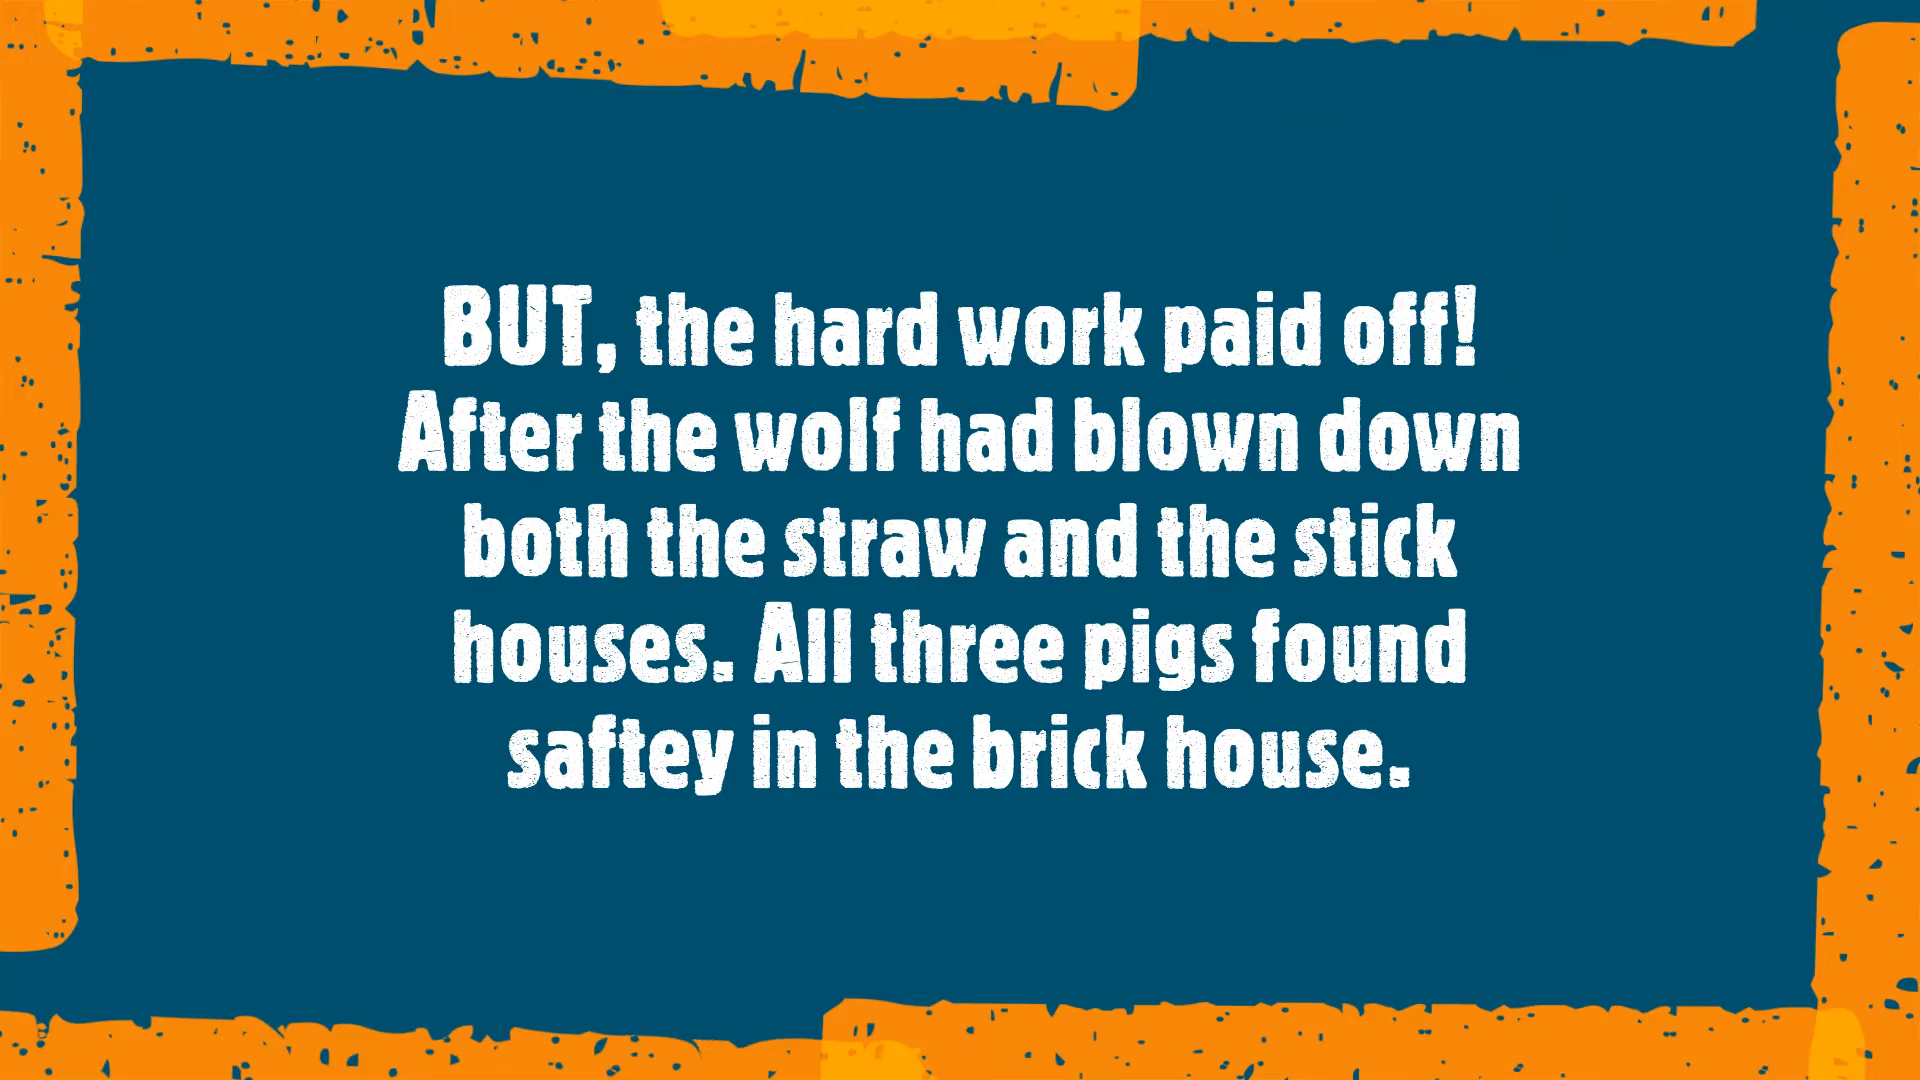 BUT, the hard work paid off!
After the wolf had blown down
both the straw and the stick
houses. All three pigs found
saftey in the brick house.